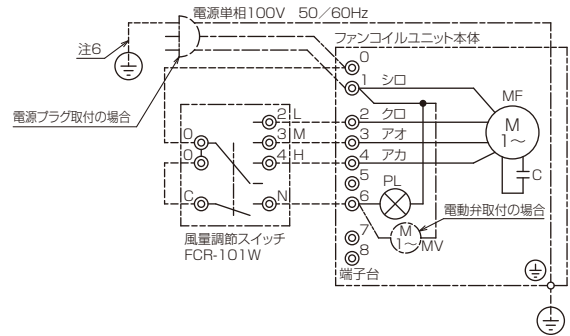 電源単相100V 50／60Hz
注6
ファンコイルユニット本体
電源プラグ取付の場合
0
1 シロ
MF
2 L
2 クロ
M
1～
0
3 M
3 アオ
0
4 H
4 アカ
C
5
PL
C
N
6
電動弁取付の場合
M
1～
MV
7
8
風量調節スイッチ
FCR-101W
端子台